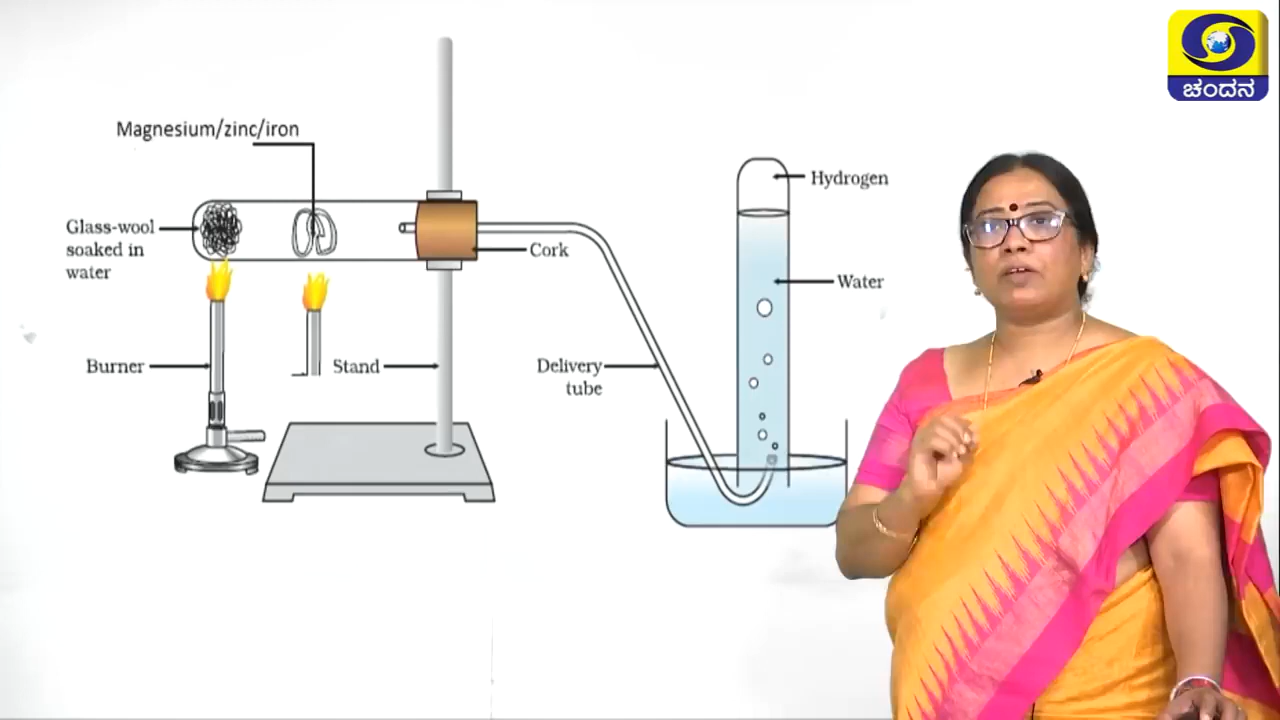 ಚಂದನ
Magnesium/zinc/iron
Glass-wool
soaked in
water
Hydrogen
Cork
Water
Burner
Stand
Delivery
tube